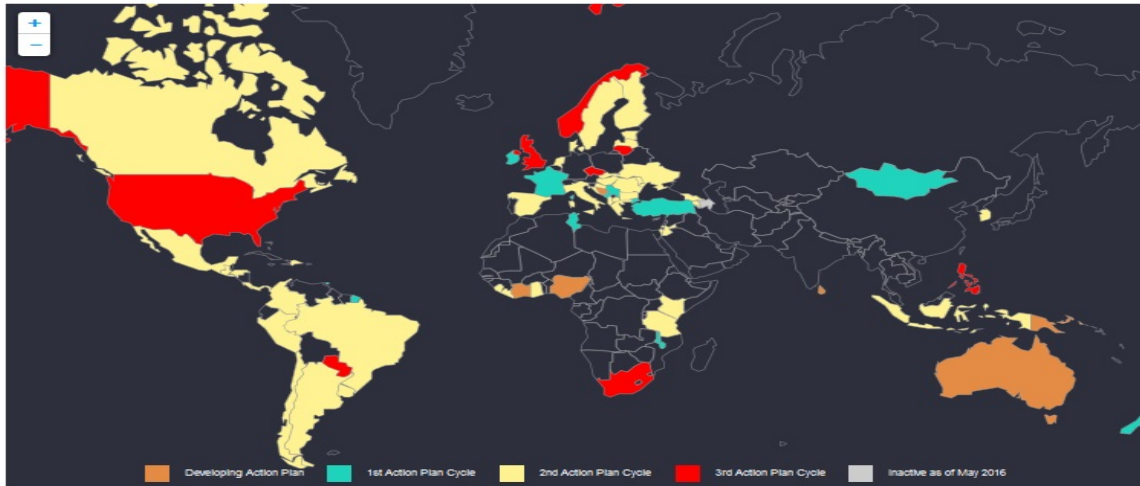 +
−
Developing Action Plan 1st Action Plan Cycle 2nd Action Plan Cycle 3rd Action Plan Cycle Inactive as of May 2016